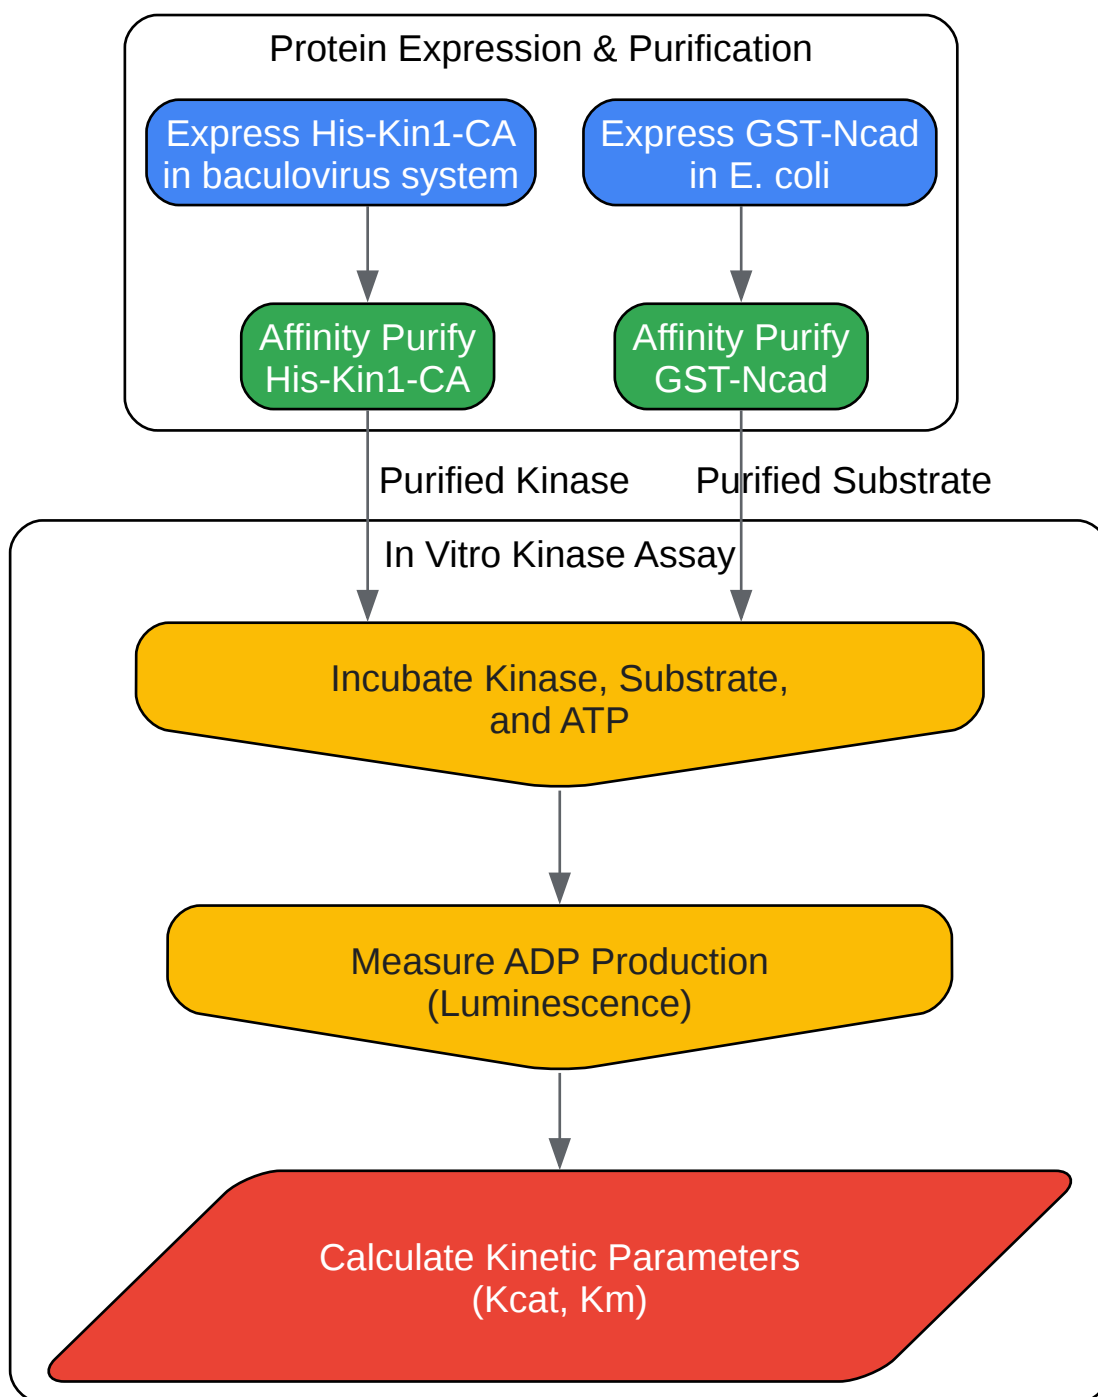 Protein Expression & Purification
Express His-Kin1-CA
in baculovirus system
Express GST-Ncad
in E. coli
Affinity Purify
His-Kin1-CA
Affinity Purify
GST-Ncad
Purified Kinase
Purified Substrate
In Vitro Kinase Assay
Incubate Kinase, Substrate,
and ATP
Measure ADP Production
(Luminescence)
Calculate Kinetic Parameters
(Kcat, Km)